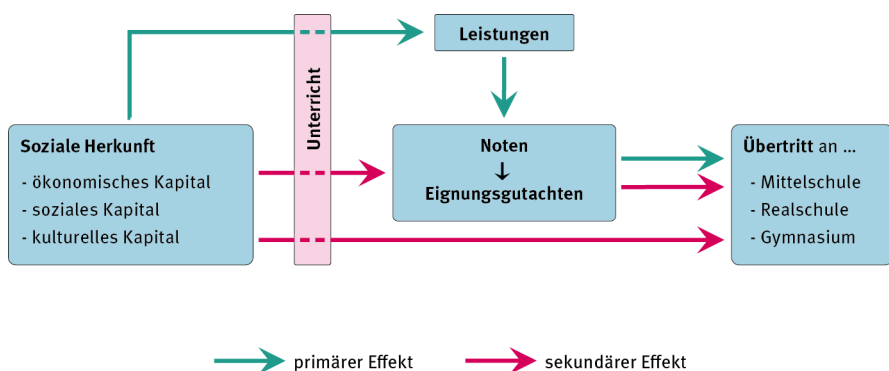 Leistungen
Unterricht
Soziale Herkunft
- ökonomisches Kapital
- soziales Kapital
- kulturelles Kapital
Noten
↓
Eignungsgutachten
Übertritt an ...
- Mittelschule
- Realschule
- Gymnasium
primärer Effekt
sekundärer Effekt